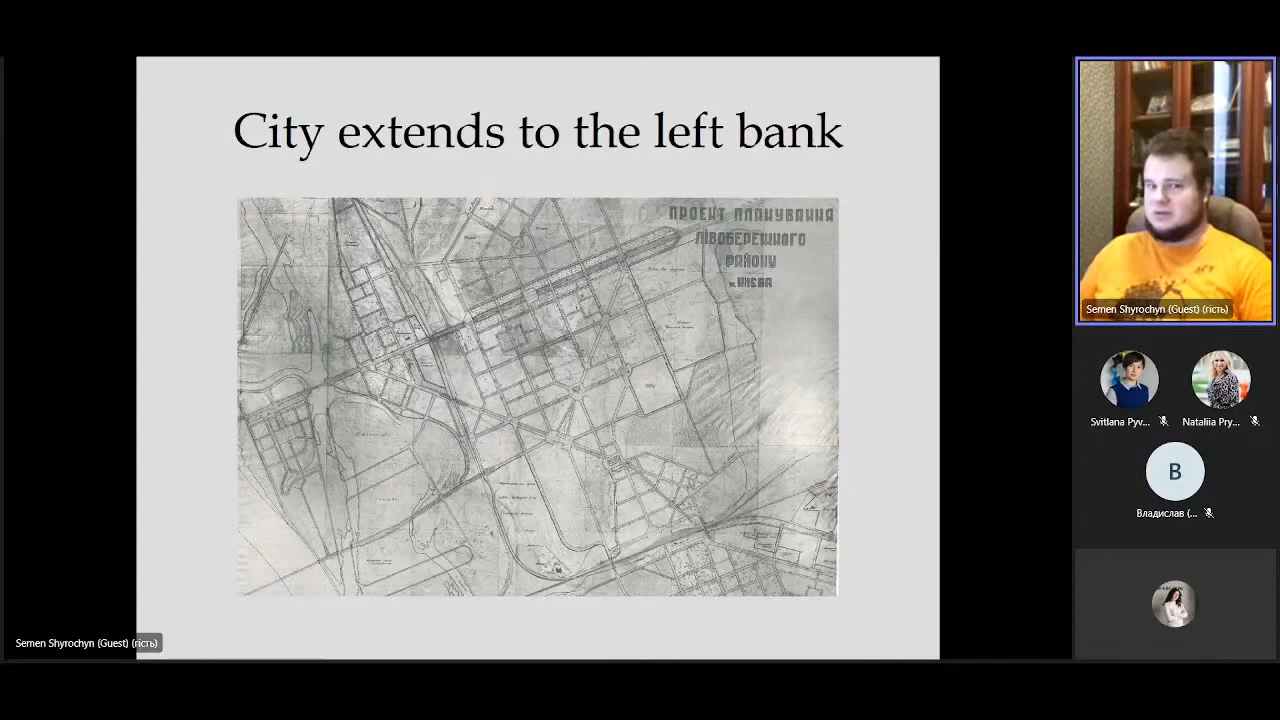 City extends to the left bank
ПРОЕКТ ПЛАНУВАННЯ
ЛІВОБЕРЕЖНОГО
РАЙОНУ
м. КИЄВА
Semen Shyrochyn (Guest) (гість)
Svitlana Pyv...
Nataliia Pry...
В
Владислав (...
Semen Shyrochyn (Guest) (гість)